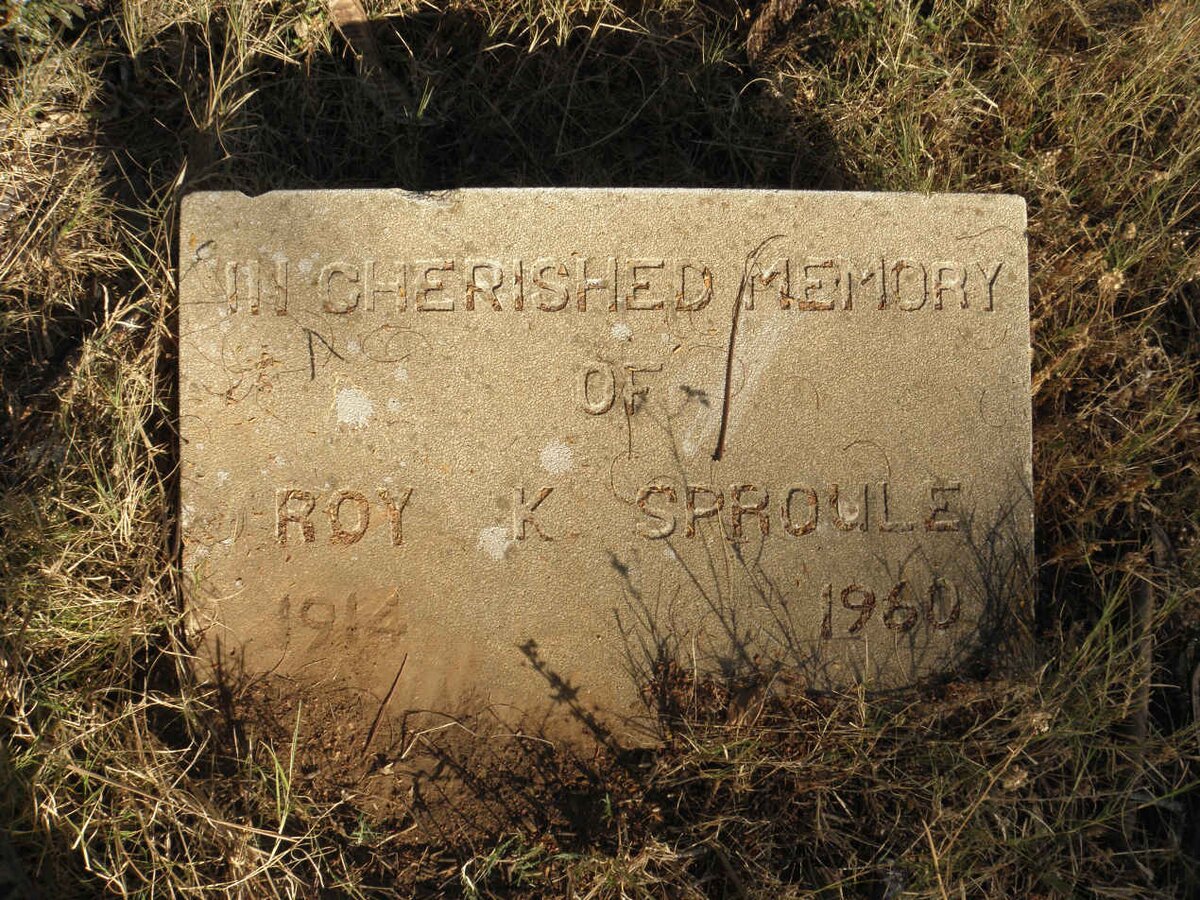 IN CHERISHED MEMORY
OF
ROY K. SPROULE
1914 1960